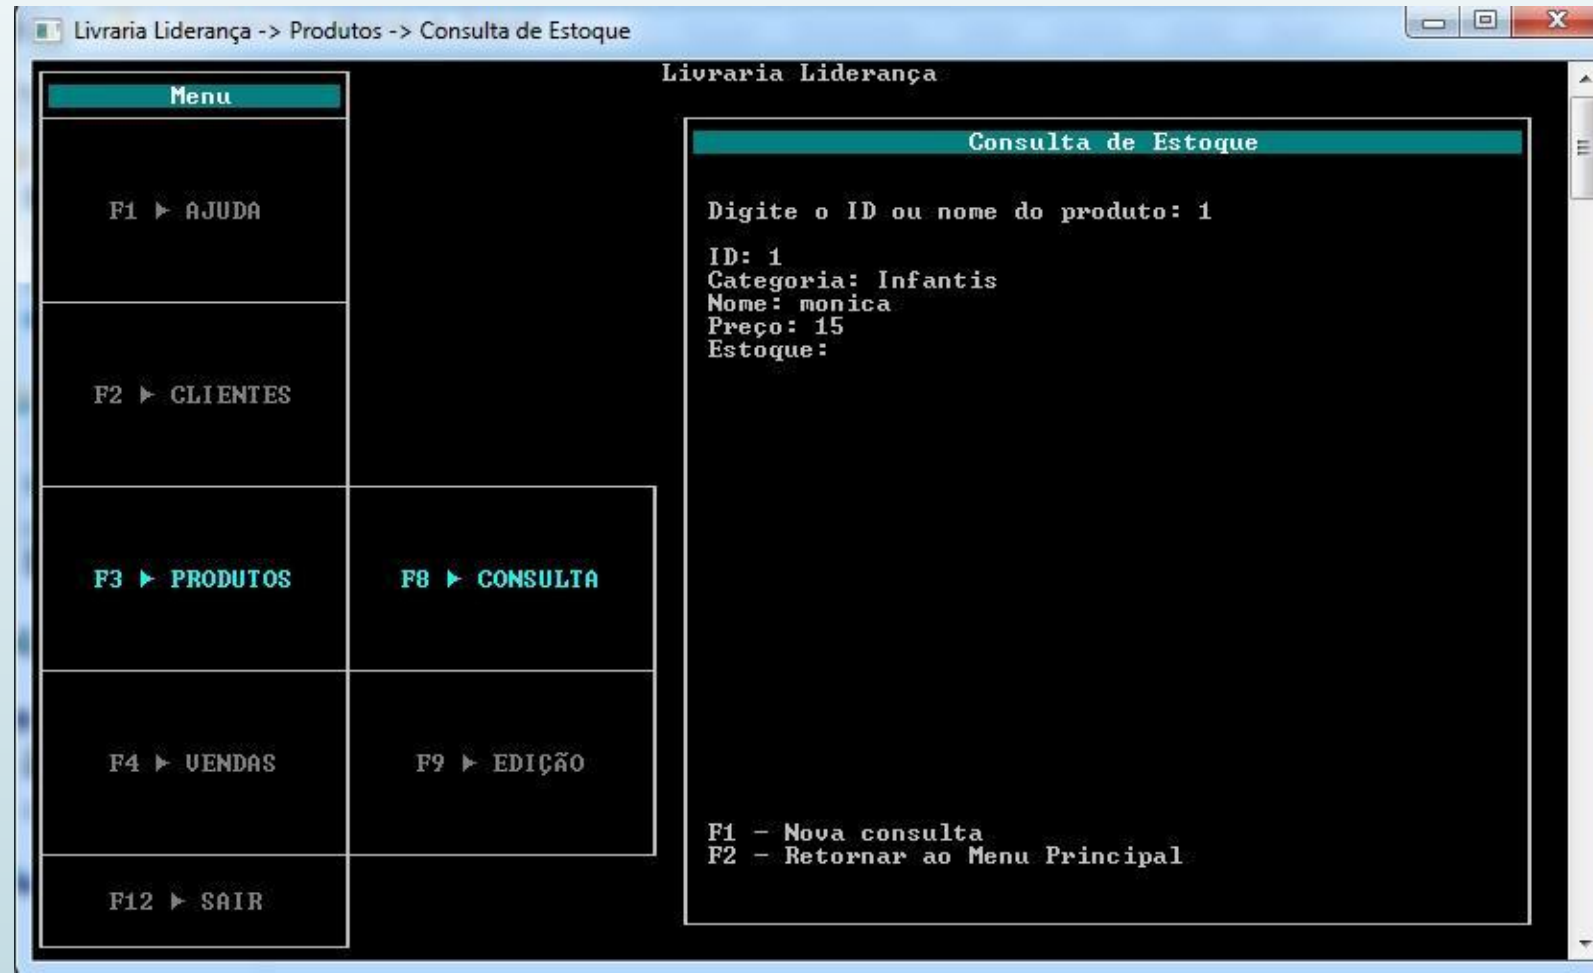 Livraria Liderança -> Produtos -> Consulta de Estoque
Livraria Liderança
Menu
F1 ► AJUDA
F2 ► CLIENTES
F3 ► PRODUTOS
F8 ► CONSULTA
F4 ► VENDAS
F9 ► EDIÇÃO
F12 ► SAIR
Consulta de Estoque
Digite o ID ou nome do produto: 1
ID: 1
Categoria: Infantis
Nome: monica
Preço: 15
Estoque:
F1 - Nova consulta
F2 - Retornar ao Menu Principal